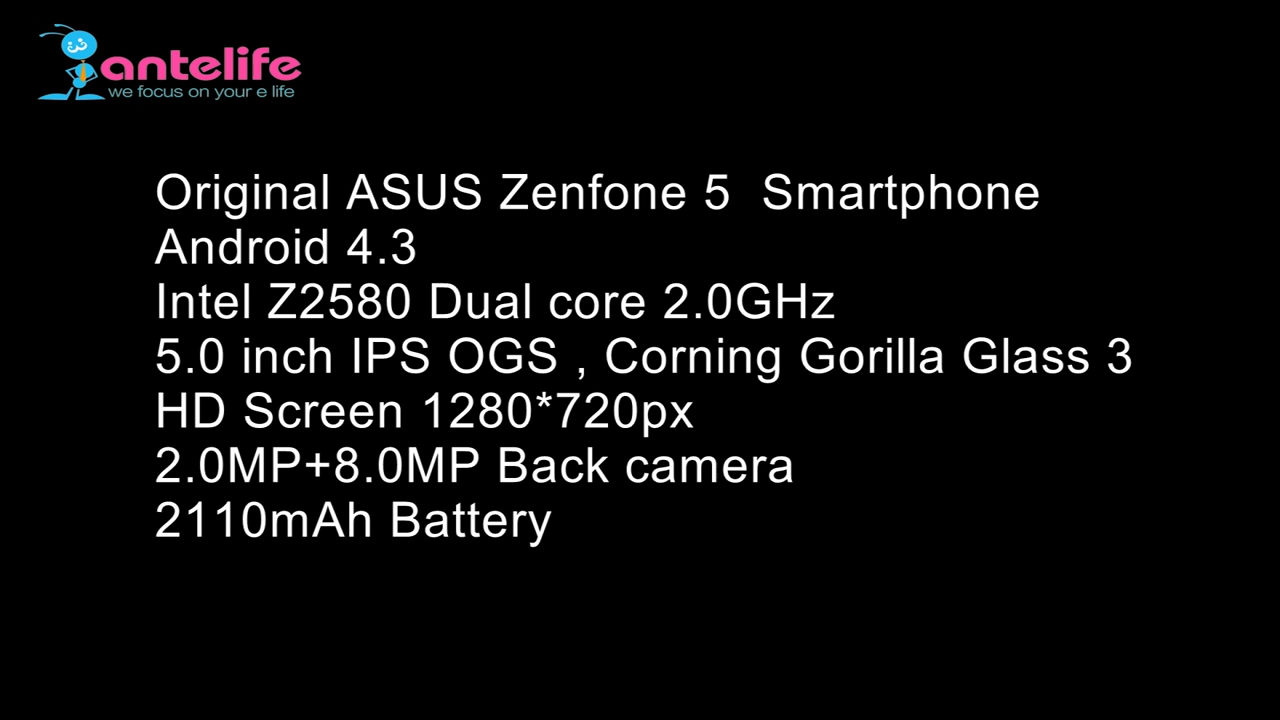 antelife
we focus on your e life
Original ASUS Zenfone 5  Smartphone
Android 4.3
Intel Z2580 Dual core 2.0GHz
5.0 inch IPS OGS , Corning Gorilla Glass 3
HD Screen 1280*720px
2.0MP+8.0MP Back camera
2110mAh Battery